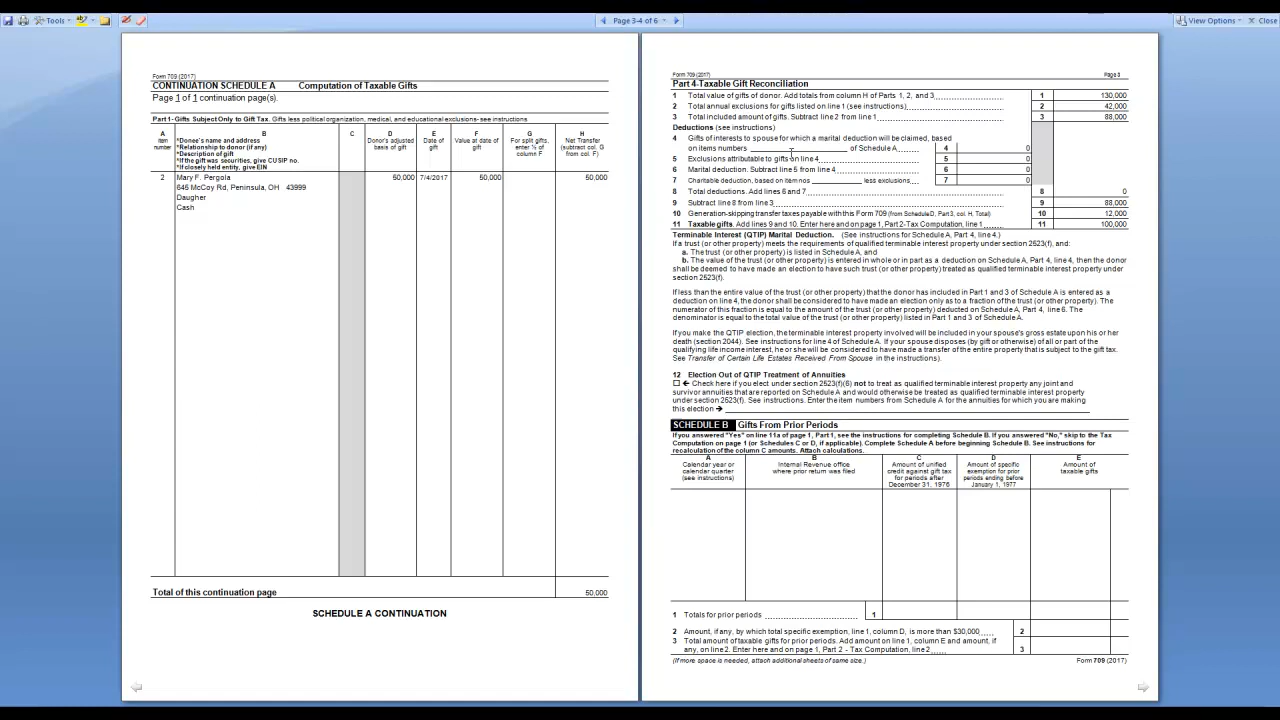 Tools
Page 3-4 of 6
View Options
Close
Form 709 (2017)
CONTINUATION SCHEDULE A Computation of Taxable Gifts
Page 1 of 1 continuation page(s).
Part 1- Gifts Subject Only to Gift Tax. Gifts less political organization, medical, and educational exclusions- see instructions
A
item
number
B
*Donee's name and address
*Relationship to donor (if any)
*Description of gift
*If the gift was securities, give CUSIP no.
*If closely held entity, give EIN
C
D
Donor's adjusted
basis of gift
E
Date of
gift
F
Value at date of
gift
G
For split gifts,
enter ½ of
column F
H
Net Transfer
(subtract col. G
from col. F)
2 Mary F. Pergola 50,000 7/4/2017 50,000 50,000
645 McCoy Rd, Peninsula, OH 43999
Daugher
Cash
Total of this continuation page 50,000
SCHEDULE A CONTINUATION
Form 709 (2017) Page 3
Part 4-Taxable Gift Reconciliation
1 Total value of gifts of donor. Add totals from column H of Parts 1, 2, and 3 1 130,000
2 Total annual exclusions for gifts listed on line 1 (see instructions) 2 42,000
3 Total included amount of gifts. Subtract line 2 from line 1 3 88,000
Deductions (see instructions)
4 Gifts of interests to spouse for which a marital deduction will be claimed, based
on item numbers ____ of Schedule A 4 0
5 Exclusions attributable to gifts on line 4 5 0
6 Marital deduction. Subtract line 5 from line 4 6 0
7 Charitable deduction, based on item nos ____ less exclusions. 7 0
8 Total deductions. Add lines 6 and 7 8 0
9 Subtract line 8 from line 3 9 88,000
10 Generation-skipping transfer taxes payable with this Form 709 (from Schedule D, Part 3, col. H, Total) 10 12,000
11 Taxable gifts. Add lines 9 and 10. Enter here and on page 1, Part 2-Tax Computation, line 1 11 100,000
Terminable Interest (QTIP) Marital Deduction. (See instructions for Schedule A, Part 4, line 4.)
If a trust (or other property) meets the requirements of qualified terminable interest property under section 2523(f), and:
a. The trust (or other property) is listed in Schedule A, and
b. The value of the trust (or other property) is entered in whole or in part as a deduction on Schedule A, Part 4, line 4, then the donor
shall be deemed to have made an election to have such trust (or other property) treated as qualified terminable interest property under
section 2523(f).
If less than the entire value of the trust (or other property) that the donor has included in Part 1 and 3 of Schedule A is entered as a
deduction on line 4, the donor shall be considered to have made an election only as to a fraction of the trust (or other property). The
numerator of this fraction is equal to the amount of the trust (or other property) deducted on Schedule A, Part 4, line 6. The
denominator is equal to the total value of the trust (or other property) listed in Part 1 and 3 of Schedule A.
If you make the QTIP election, the terminable interest property involved will be included in your spouse's gross estate upon his or her
death (section 2044). See instructions for line 4 of Schedule A. If your spouse disposes (by gift or otherwise) of all or part of the
qualifying life income interest, he or she will be considered to have made a transfer of the entire property that is subject to the gift tax.
See Transfer of Certain Life Estates Received From Spouse in the instructions).
12 Election Out of QTIP Treatment of Annuities
☐ ← Check here if you elect under section 2523(f)(6) not to treat as qualified terminable interest property any joint and
survivor annuities that are reported on Schedule A and would otherwise be treated as qualified terminable interest property
under section 2523(f). See instructions. Enter the item numbers from Schedule A for the annuities for which you are making
this election ➔
SCHEDULE B Gifts From Prior Periods
If you answered "Yes" on line 11a of page 1, Part 1, see the instructions for completing Schedule B. If you answered "No," skip to the Tax
Computation on page 1 (or Schedules C or D, if applicable). Complete Schedule A before beginning Schedule B. See instructions for
recalculation of the column C amounts. Attach calculations.
A
Calendar year or
calendar quarter
(see instructions)
B
Internal Revenue office
where prior return was filed
C
Amount of unified
credit against gift tax
for periods after
December 31, 1976
D
Amount of specific
exemption for prior
periods ending before
January 1, 1977
E
Amount of
taxable gifts
1 Totals for prior periods 1
2 Amount, if any, by which total specific exemption, line 1, column D, is more than $30,000 2
3 Total amount of taxable gifts for prior periods. Add amount on line 1, column E and amount, if
any, on line 2. Enter here and on page 1, Part 2 - Tax Computation, line 2 3
(If more space is needed, attach additional sheets of same size.) Form 709 (2017)